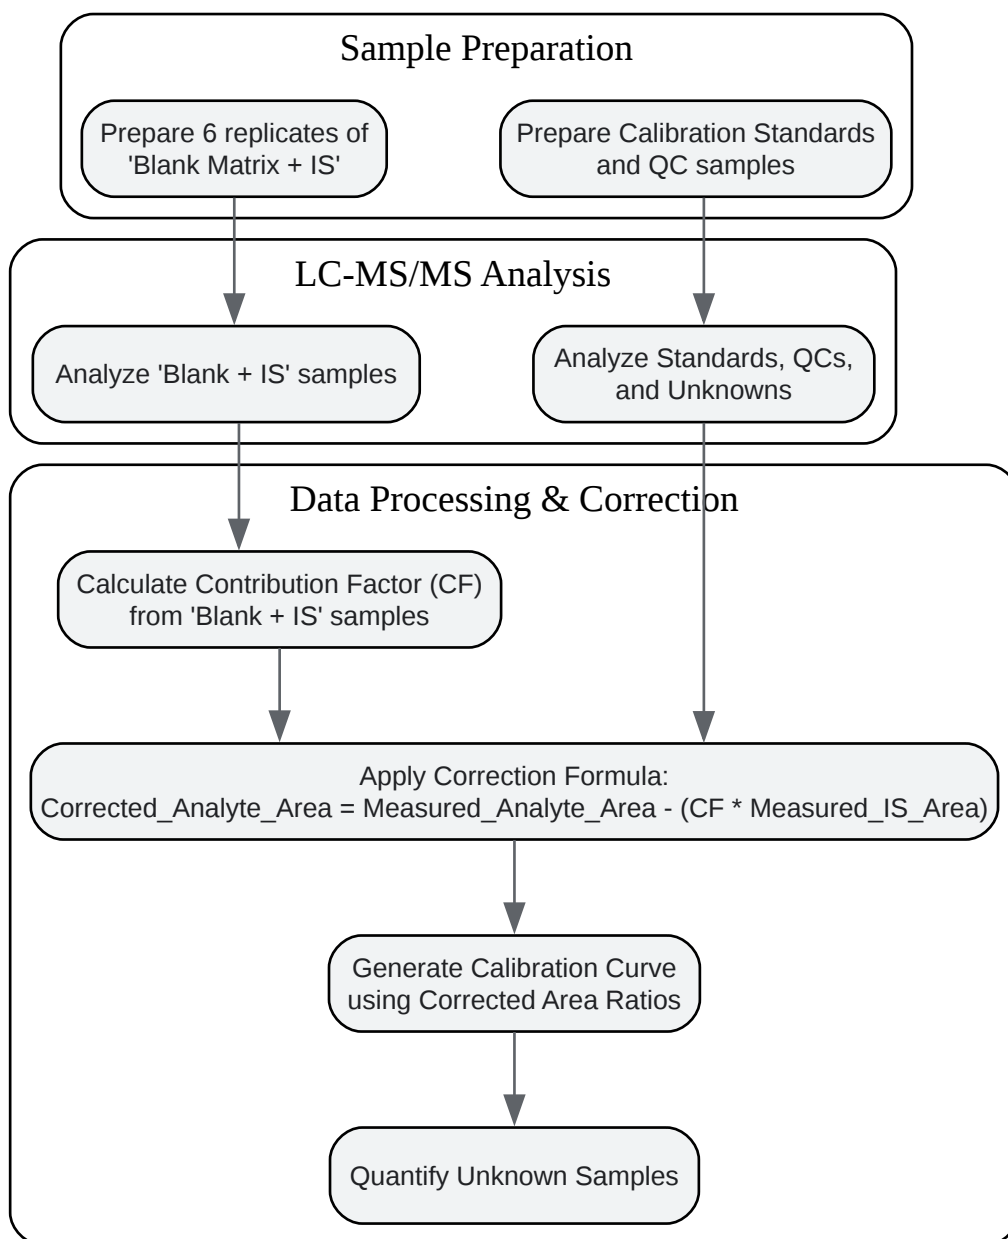 Sample Preparation
Prepare 6 replicates of
'Blank Matrix + IS'
Prepare Calibration Standards
and QC samples
LC-MS/MS Analysis
Analyze 'Blank + IS' samples
Analyze Standards, QCs,
and Unknowns
Data Processing & Correction
Calculate Contribution Factor (CF)
from 'Blank + IS' samples
Apply Correction Formula:
Corrected_Analyte_Area = Measured_Analyte_Area - (CF * Measured_IS_Area)
Generate Calibration Curve
using Corrected Area Ratios
Quantify Unknown Samples